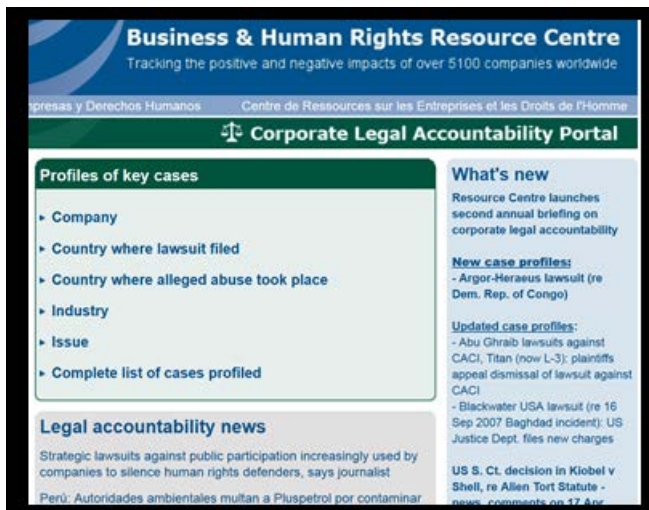 Business & Human Rights Resource Centre
Tracking the positive and negative impacts of over 5100 companies worldwide
mpresas y Derechos Humanos Centre de Ressources sur les Entreprises et les Droits de l'Homme
Corporate Legal Accountability Portal
Profiles of key cases
Company
Country where lawsuit filed
Country where alleged abuse took place
Industry
Issue
Complete list of cases profiled
Legal accountability news
Strategic lawsuits against public participation increasingly used by
companies to silence human rights defenders, says journalist
Perú: Autoridades ambientales multan a Pluspetrol por contaminar
What's new
Resource Centre launches
second annual briefing on
corporate legal accountability
New case profiles:
- Argor-Heraeus lawsuit (re
Dem. Rep. of Congo)
Updated case profiles:
- Abu Ghraib lawsuits against
CACI, Titan (now L-3): plaintiffs
appeal dismissal of lawsuit against
CACI
- Blackwater USA lawsuit (re 16
Sep 2007 Baghdad incident): US
Justice Dept. files new charges
US S. Ct. decision in Kiobel v
Shell, re Alien Tort Statute -
news, comments on 17 Apr